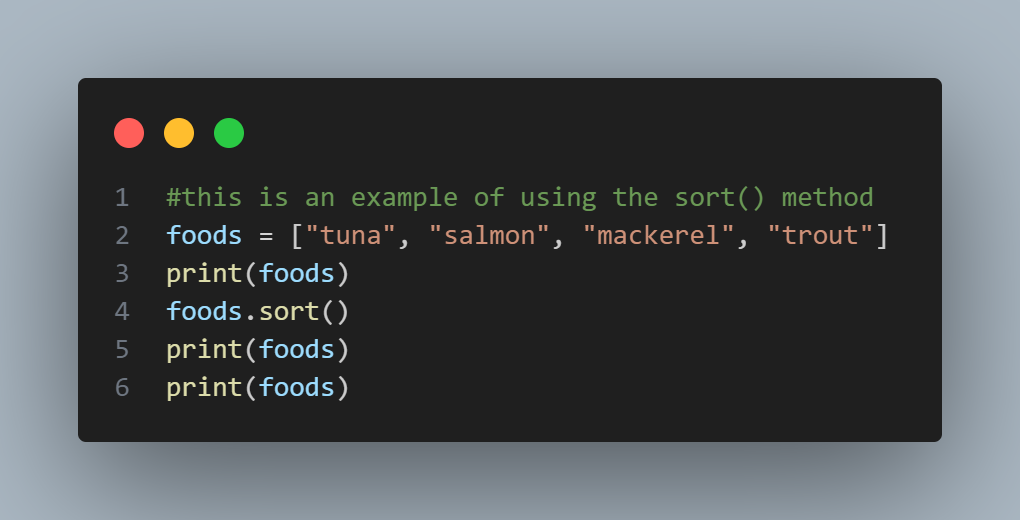 1 #this is an example of using the sort() method
2 foods = ["tuna", "salmon", "mackerel", "trout"]
3 print(foods)
4 foods.sort()
5 print(foods)
6 print(foods)